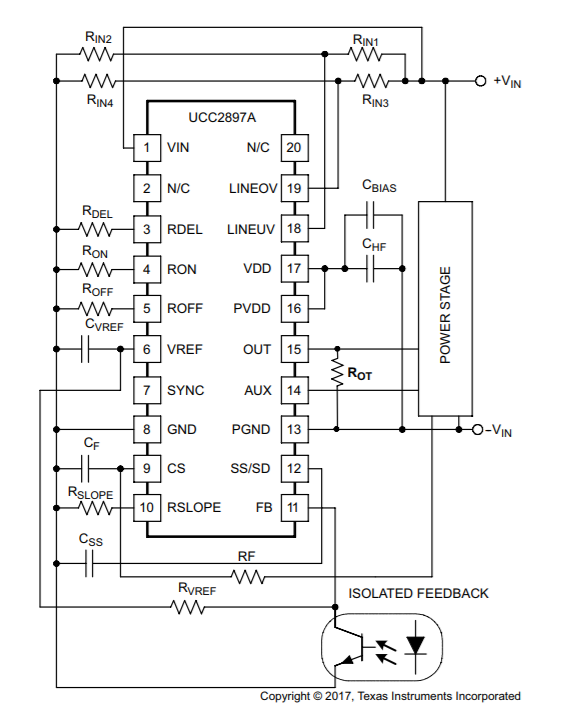 RIN2
RIN1
+VIN
RIN4
RIN3
UCC2897A
1 VIN N/C 20
2 N/C LINEOV 19
CBIAS
RDEL
3 RDEL LINEUV 18
CHF
RON
4 RON VDD 17
ROFF
5 ROFF PVDD 16
POWER STAGE
CVREF
6 VREF OUT 15
ROT
7 SYNC AUX 14
8 GND PGND 13
–VIN
CF
9 CS SS/SD 12
RSLOPE
10 RSLOPE FB 11
CSS
RF
RVREF
ISOLATED FEEDBACK
Copyright © 2017, Texas Instruments Incorporated